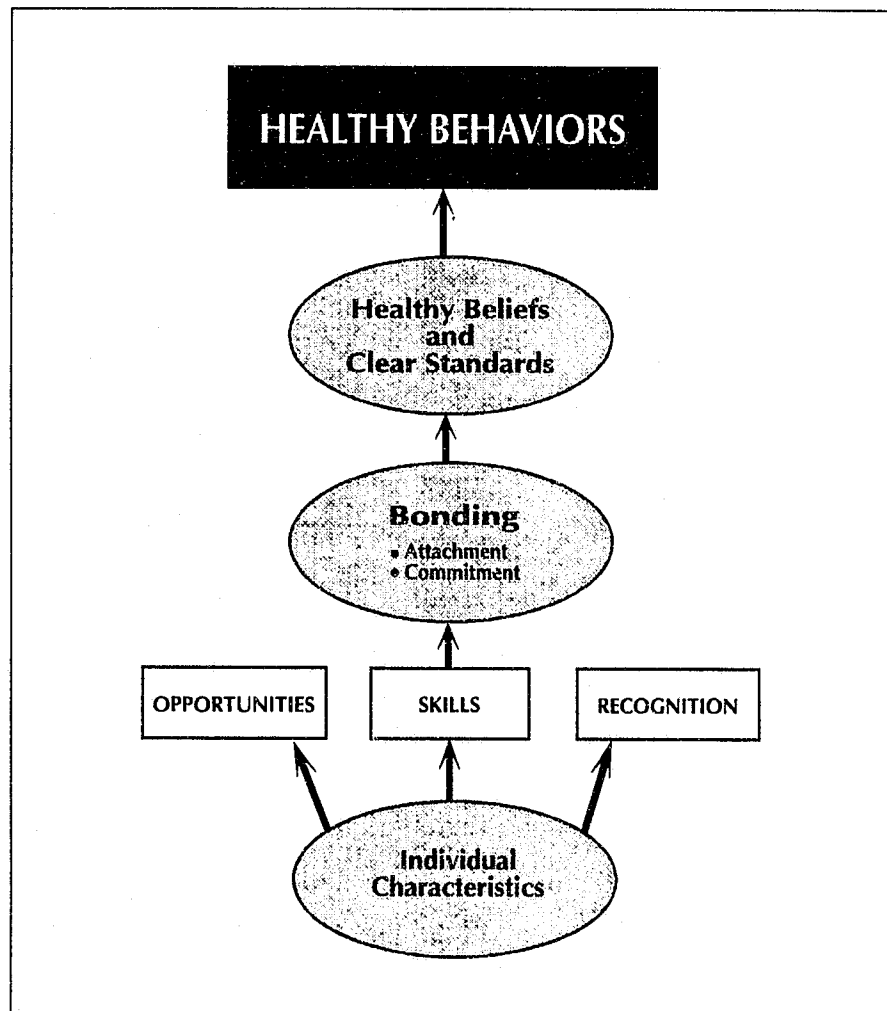 HEALTHY BEHAVIORS
Healthy Beliefs
and
Clear Standards
Bonding
▪ Attachment
• Commitment
OPPORTUNITIES
SKILLS
RECOGNITION
Individual
Characteristics